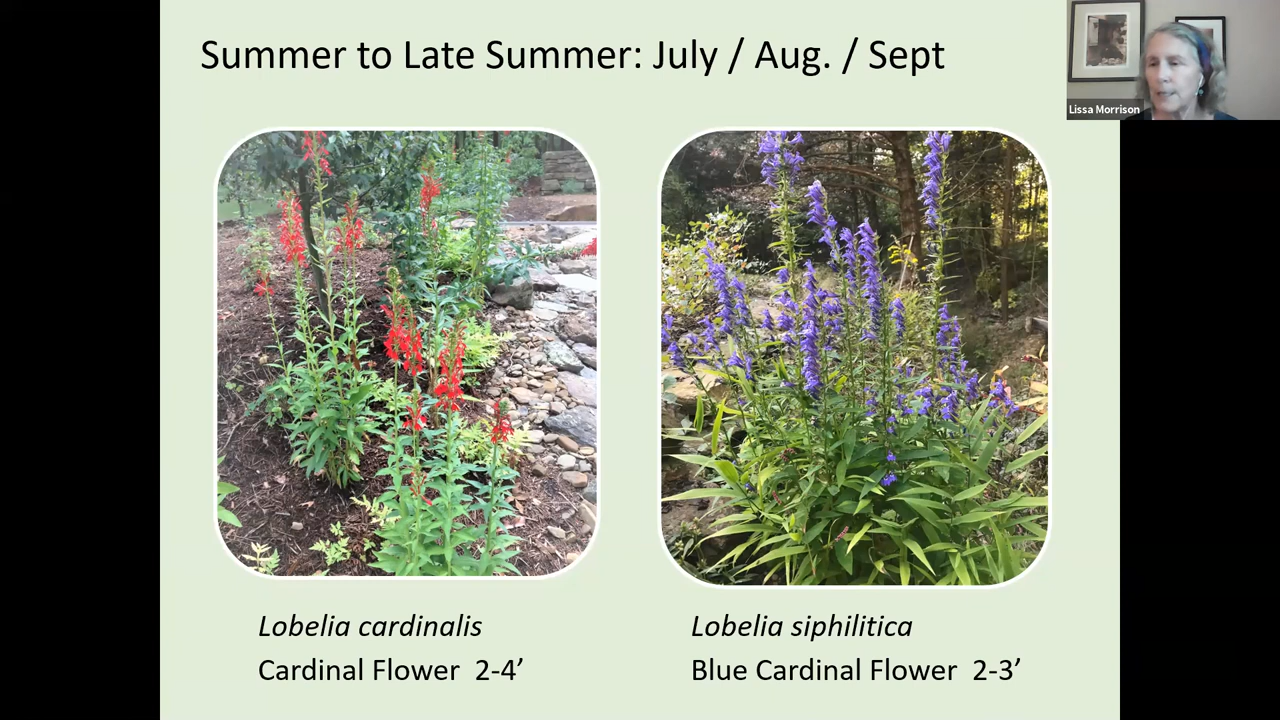 Summer to Late Summer: July / Aug. / Sept
Lissa Morrison
Lobelia cardinalis
Cardinal Flower 2-4’
Lobelia siphilitica
Blue Cardinal Flower 2-3’